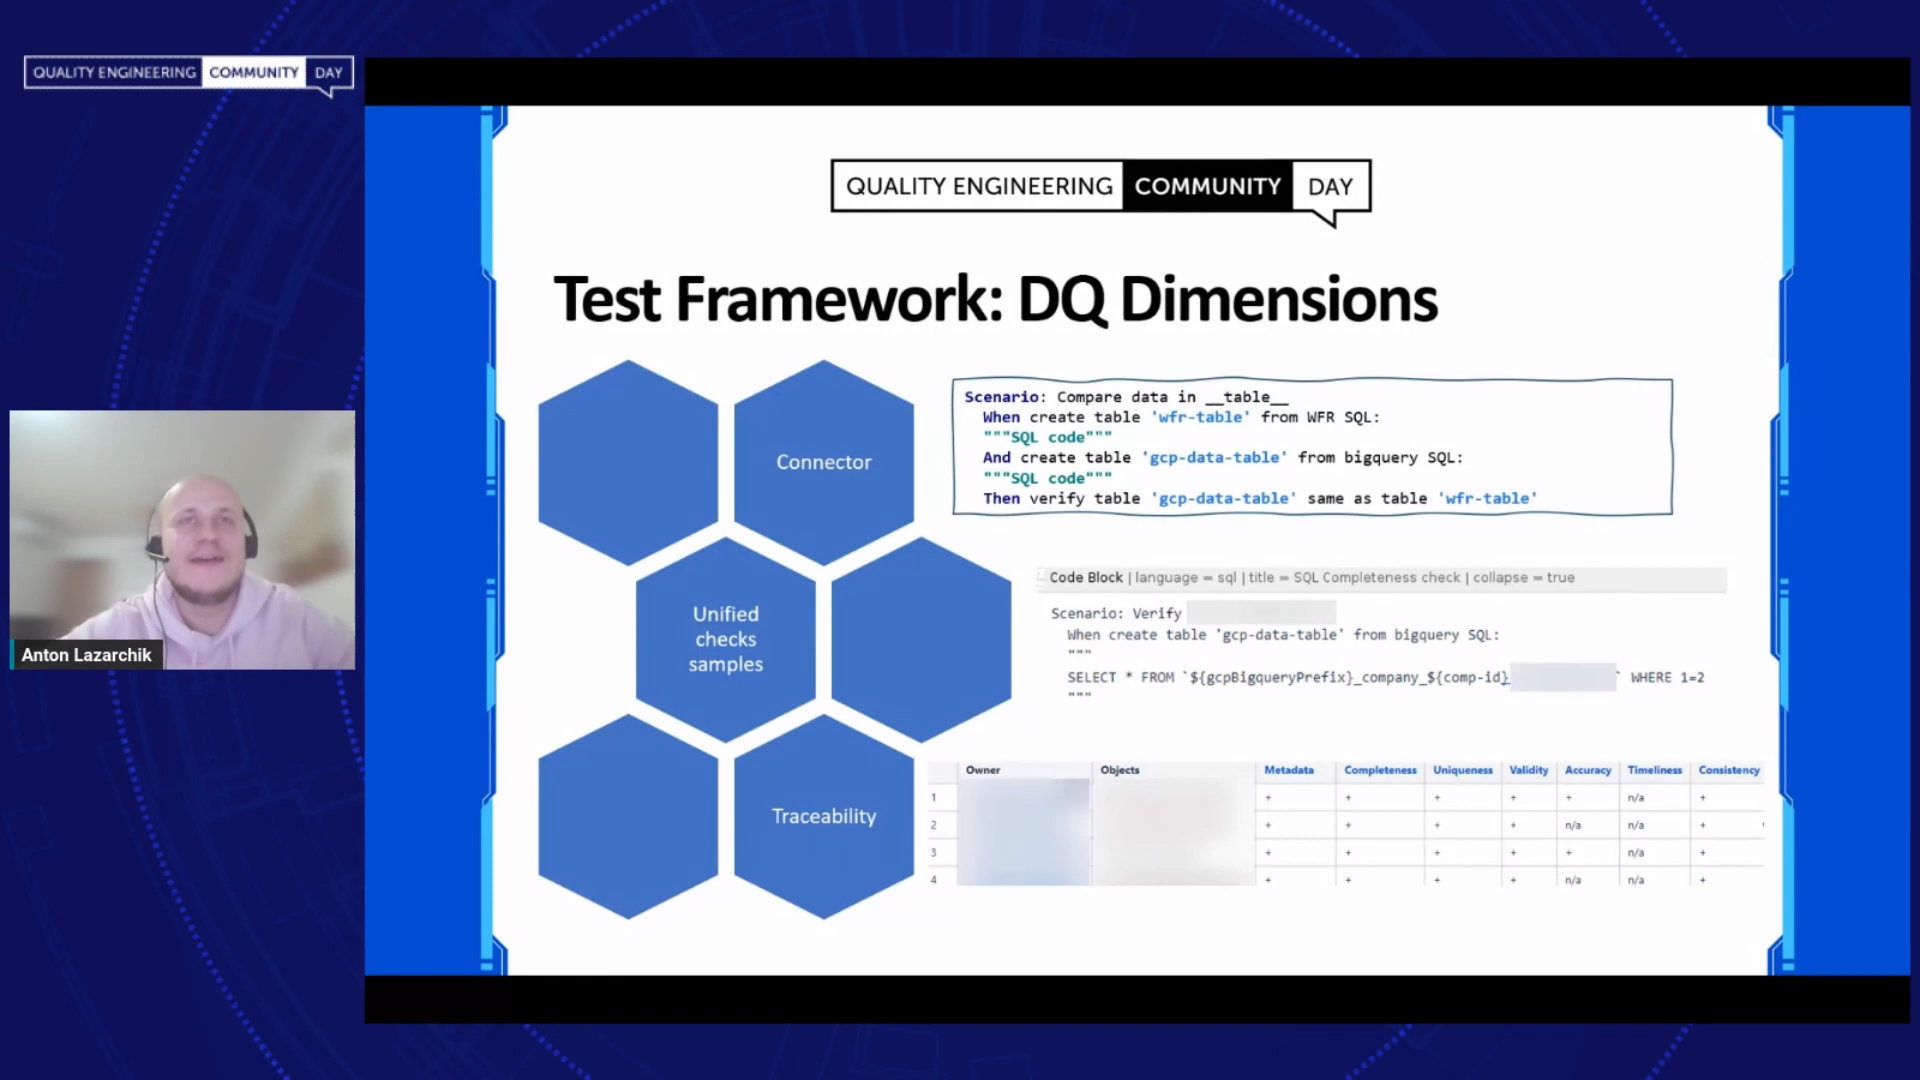 QUALITY ENGINEERING COMMUNITY DAY
QUALITY ENGINEERING COMMUNITY DAY
Test Framework: DQ Dimensions
Connector
Unified
checks
samples
Traceability
Scenario: Compare data in __table__
When create table 'wfr-table' from WFR SQL:
"""SQL code"""
And create table 'gcp-data-table' from bigquery SQL:
"""SQL code"""
Then verify table 'gcp-data-table' same as table 'wfr-table'
Code Block | language = sql | title = SQL Completeness check | collapse = true
Scenario: Verify
When create table 'gcp-data-table' from bigquery SQL:
"""
SELECT * FROM `${gcpBigqueryPrefix}_company_${comp-id}_ ` WHERE 1=2
"""
Owner Objects Metadata Completeness Uniqueness Validity Accuracy Timeliness Consistency
1 + + + + + n/a +
2 + + + + n/a n/a +
3 + + + + + n/a +
4 + + + + n/a n/a +
Anton Lazarchik